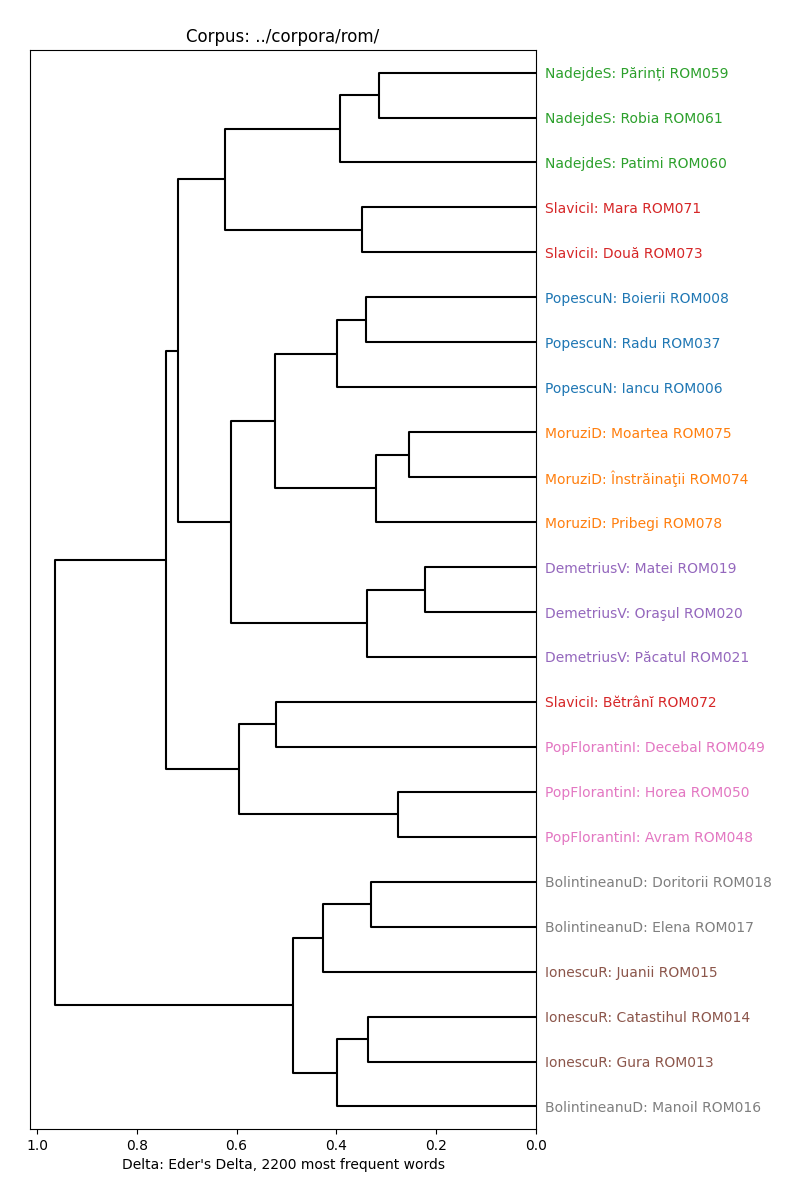 Corpus: ../corpora/rom/
NadejdeS: Părinți ROM059
NadejdeS: Robia ROM061
NadejdeS: Patimi ROM060
SlaviciI: Mara ROM071
SlaviciI: Două ROM073
PopescuN: Boierii ROM008
PopescuN: Radu ROM037
PopescuN: Iancu ROM006
MoruziD: Moartea ROM075
MoruziD: Înstrăinaţii ROM074
MoruziD: Pribegi ROM078
DemetriusV: Matei ROM019
DemetriusV: Oraşul ROM020
DemetriusV: Păcatul ROM021
SlaviciI: Bĕtrânĭ ROM072
PopFlorantinI: Decebal ROM049
PopFlorantinI: Horea ROM050
PopFlorantinI: Avram ROM048
BolintineanuD: Doritorii ROM018
BolintineanuD: Elena ROM017
IonescuR: Juanii ROM015
IonescuR: Catastihul ROM014
IonescuR: Gura ROM013
BolintineanuD: Manoil ROM016
1.0 0.8 0.6 0.4 0.2 0.0
Delta: Eder's Delta, 2200 most frequent words